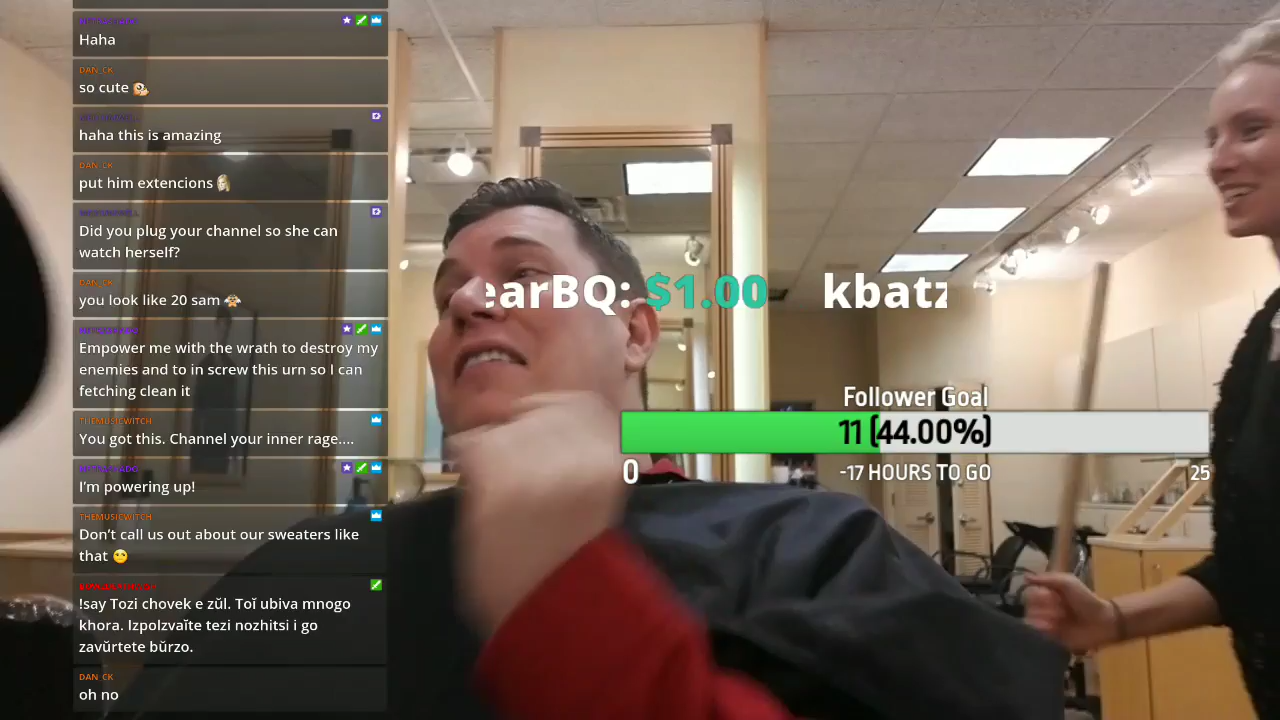 Haha
DAN_CK
so cute
haha this is amazing
DAN_CK
put him extencions
Did you plug your channel so she can
watch herself?
DAN_CK
you look like 20 sam
Empower me with the wrath to destroy my
enemies and to in screw this urn so I can
fetching clean it
THEMUSICWITCH
You got this. Channel your inner rage....
I'm powering up!
THEMUSICWITCH
Don't call us out about our sweaters like
that
!say Tozi chovek e zŭl. Toĭ ubiva mnogo
khora. Izpolzvaĭte tezi nozhitsi i go
zavŭrtete bŭrzo.
DAN_CK
oh no
earBQ: $1.00 kbatz
Follower Goal
11 (44.00%)
0 -17 HOURS TO GO 25